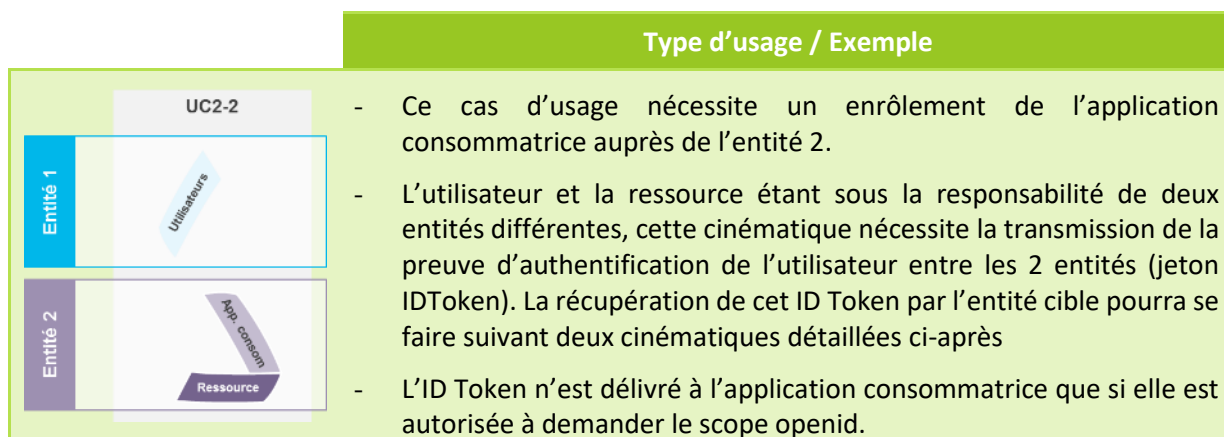 Type d’usage / Exemple
UC2-2
Entité 1
Utilisateurs
Entité 2
App. consom
Ressource
- Ce cas d’usage nécessite un enrôlement de l’application
consommatrice auprès de l’entité 2.
- L’utilisateur et la ressource étant sous la responsabilité de deux
entités différentes, cette cinématique nécessite la transmission de la
preuve d’authentification de l’utilisateur entre les 2 entités (jeton
IDToken). La récupération de cet ID Token par l’entité cible pourra se
faire suivant deux cinématiques détaillées ci-après
- L’ID Token n’est délivré à l’application consommatrice que si elle est
autorisée à demander le scope openid.